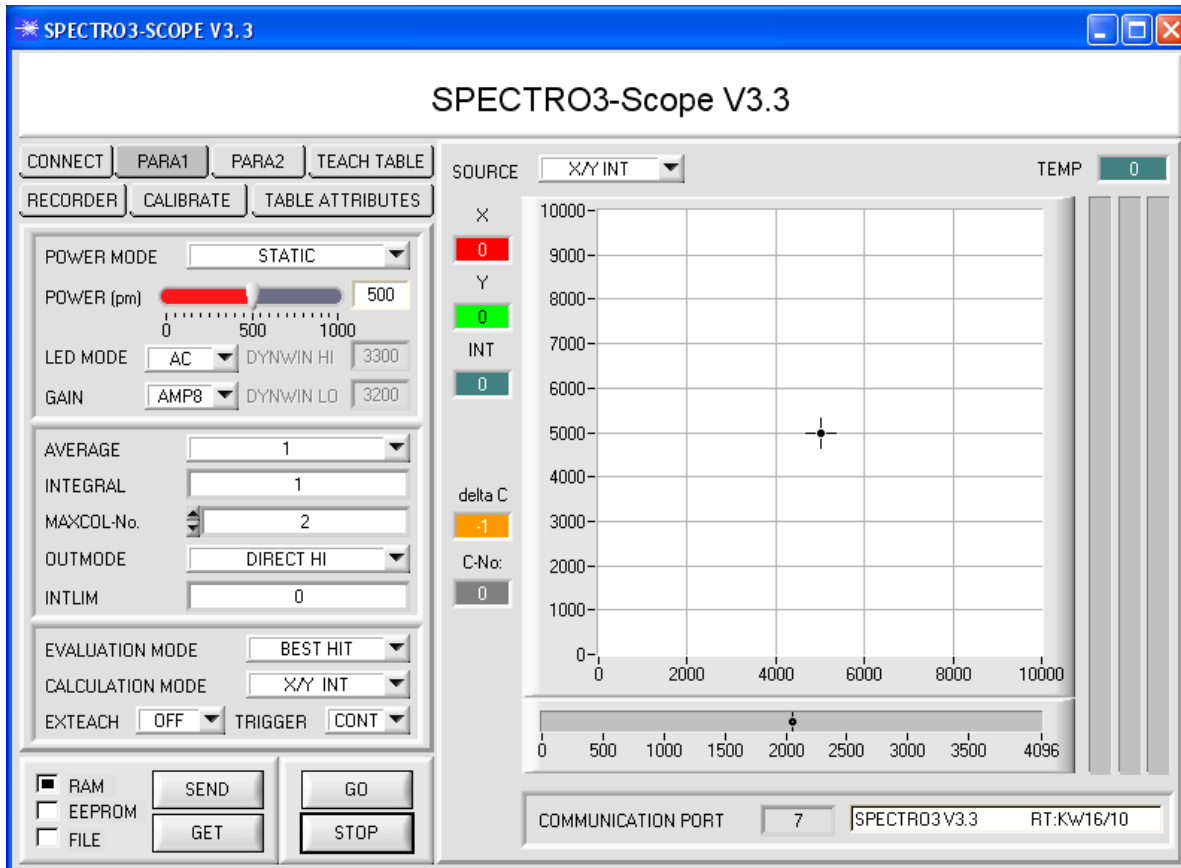 SPECTRO3-SCOPE V3.3
SPECTRO3-Scope V3.3
CONNECT PARA1 PARA2 TEACH TABLE
RECORDER CALIBRATE TABLE ATTRIBUTES
POWER MODE STATIC
POWER (pm) 500
0 500 1000
LED MODE AC DYNWIN HI 3300
GAIN AMP8 DYNWIN LO 3200
AVERAGE 1
INTEGRAL 1
MAXCOL-No. 2
OUTMODE DIRECT HI
INTLIM 0
EVALUATION MODE BEST HIT
CALCULATION MODE X/Y INT
EXTEACH OFF TRIGGER CONT
RAM
EEPROM
FILE
SEND
GET
GO
STOP
SOURCE X/Y INT TEMP 0
X
0
Y
0
INT
0
delta C
-1
C-No:
0
10000
9000
8000
7000
6000
5000
4000
3000
2000
1000
0
0 2000 4000 6000 8000 10000
0 500 1000 1500 2000 2500 3000 3500 4096
COMMUNICATION PORT 7 SPECTRO3 V3.3 RT:KW16/10